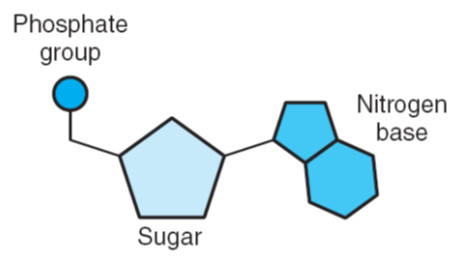 Phosphate
group
Nitrogen
base
Sugar